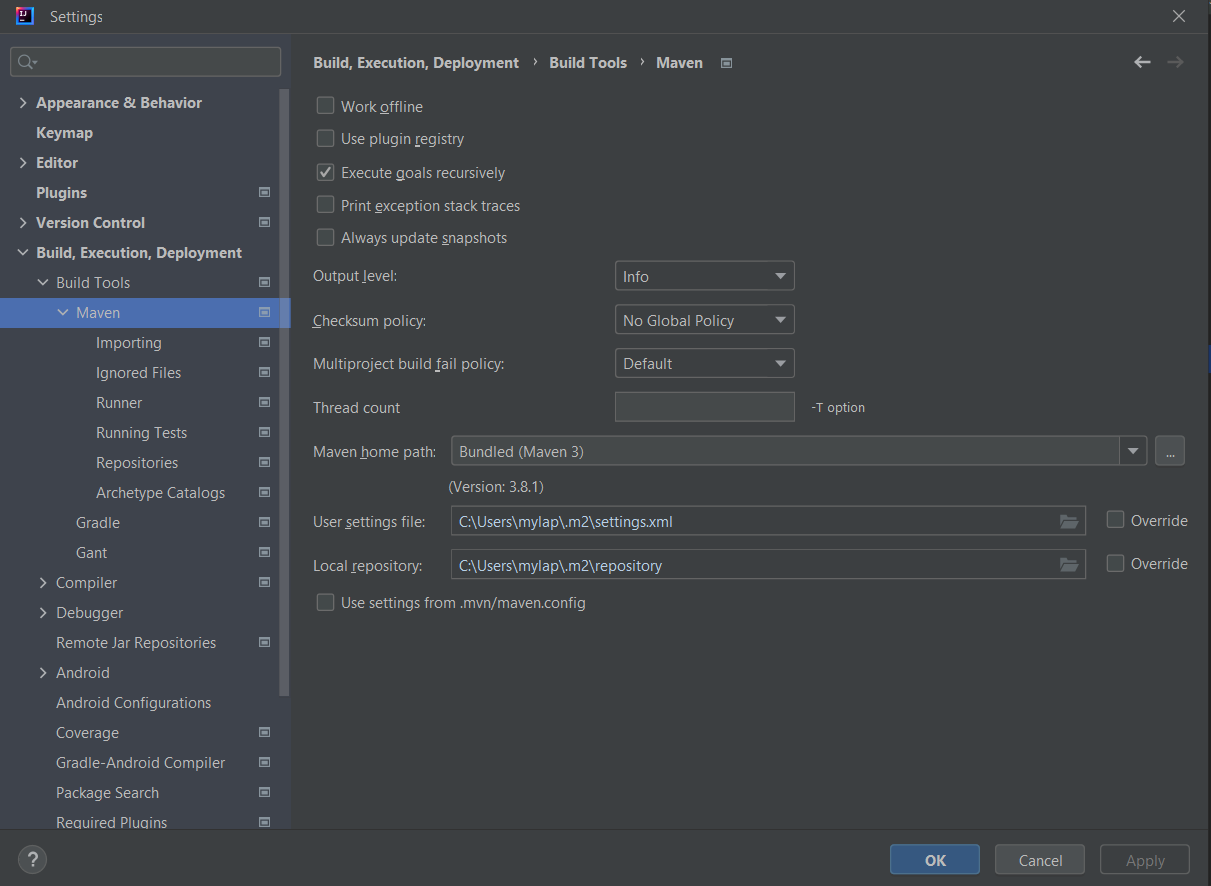 Settings
Build, Execution, Deployment › Build Tools › Maven
Appearance & Behavior
Keymap
Editor
Plugins
Version Control
Build, Execution, Deployment
Build Tools
Maven
Importing
Ignored Files
Runner
Running Tests
Repositories
Archetype Catalogs
Gradle
Gant
Compiler
Debugger
Remote Jar Repositories
Android
Android Configurations
Coverage
Gradle-Android Compiler
Package Search
Required Plugins
Work offline
Use plugin registry
Execute goals recursively
Print exception stack traces
Always update snapshots
Output level: Info
Checksum policy: No Global Policy
Multiproject build fail policy: Default
Thread count -T option
Maven home path: Bundled (Maven 3) ...
(Version: 3.8.1)
User settings file: C:\Users\mylap\.m2\settings.xml Override
Local repository: C:\Users\mylap\.m2\repository Override
Use settings from .mvn/maven.config
? OK Cancel Apply